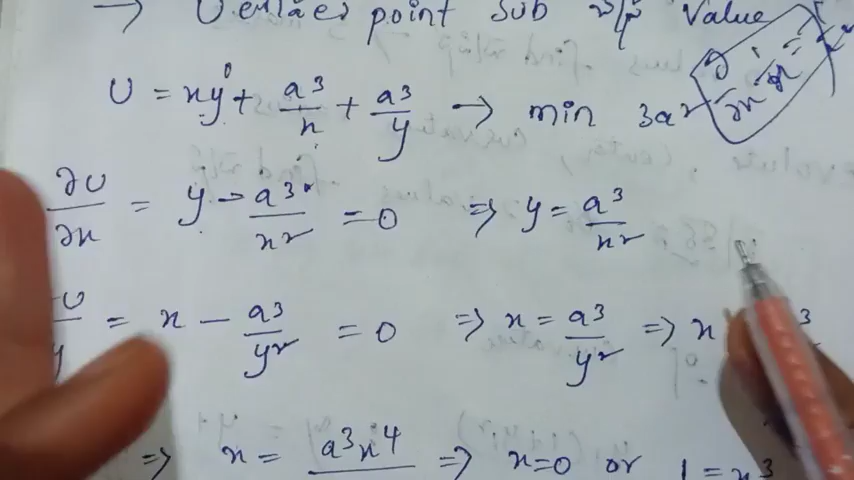 → point sub value
U = xy + a³/x + a³/y → min 3a²
∂U/∂x = y - a³/x² = 0 ⇒ y = a³/x²
= x - a³/y² = 0 ⇒ x = a³/y² ⇒ x
⇒ x = a³x⁴ ⇒ x=0 or 1 = x³